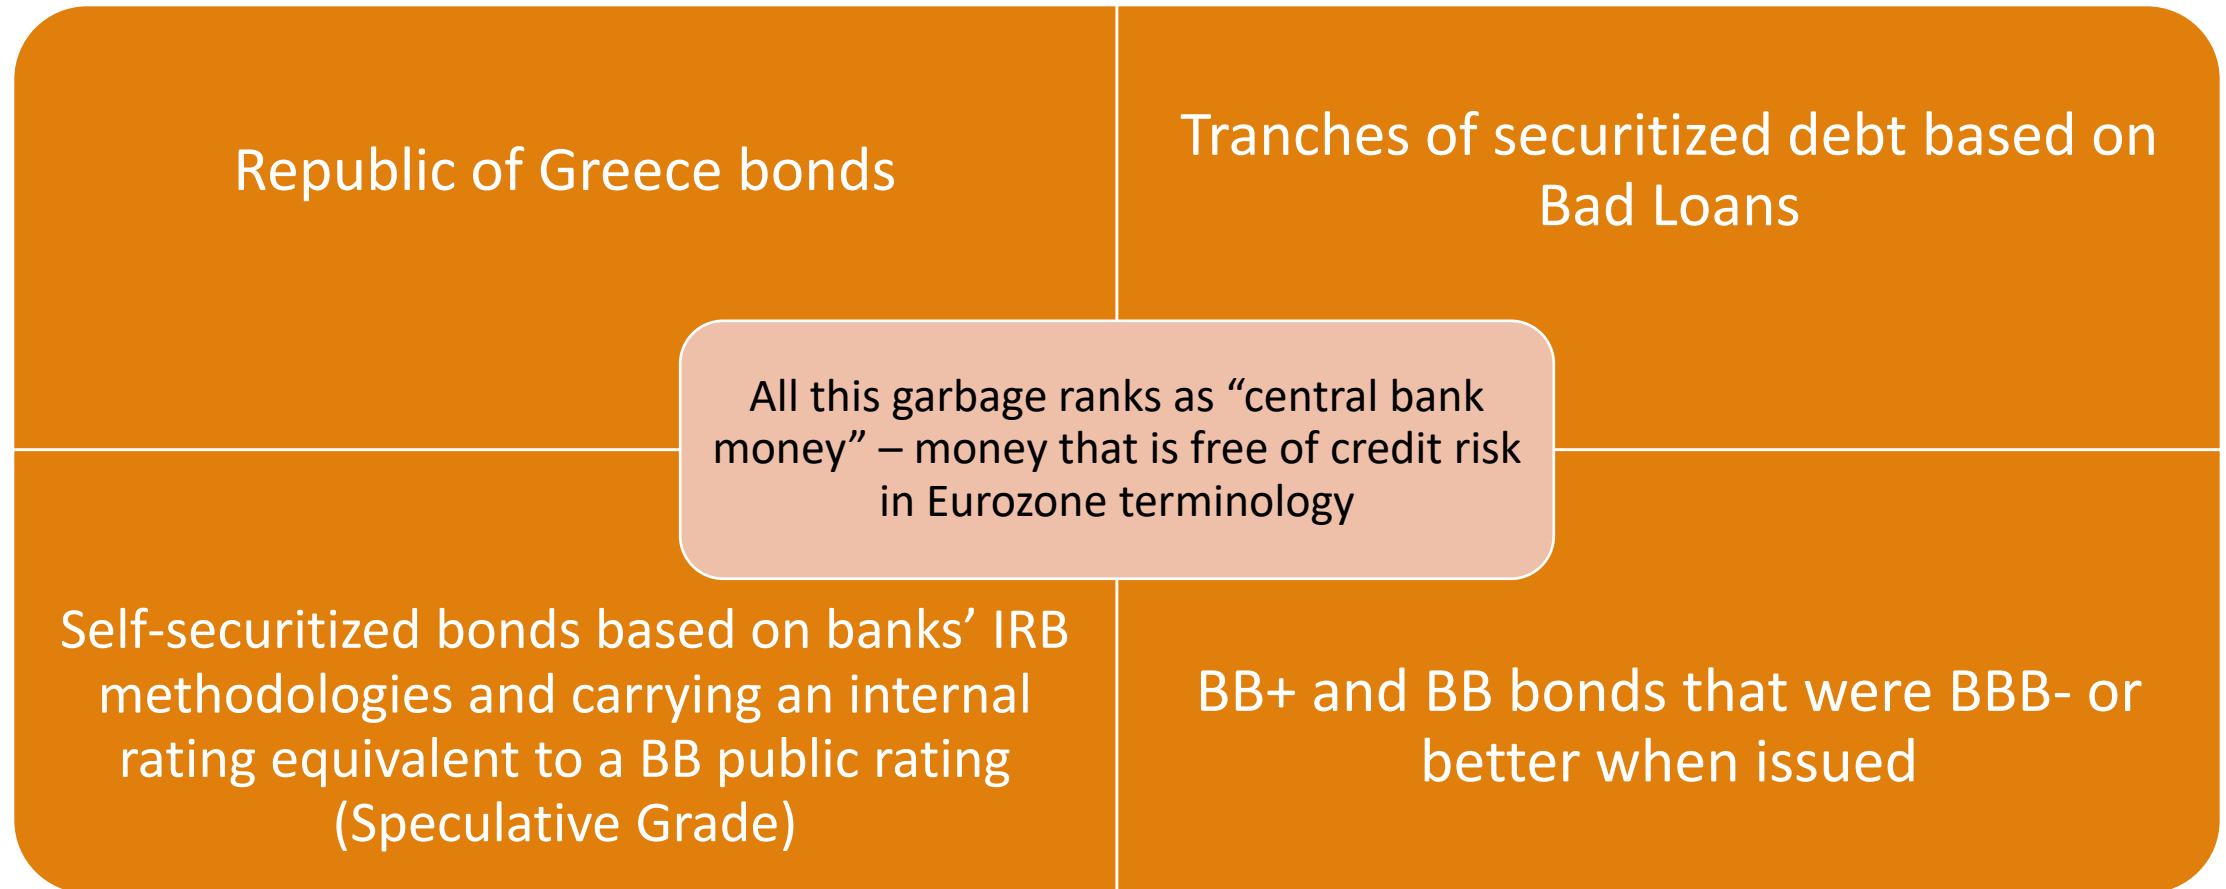 Republic of Greece bonds
Tranches of securitized debt based on
Bad Loans
All this garbage ranks as “central bank
money” – money that is free of credit risk
in Eurozone terminology
Self-securitized bonds based on banks’ IRB
methodologies and carrying an internal
rating equivalent to a BB public rating
(Speculative Grade)
BB+ and BB bonds that were BBB- or
better when issued